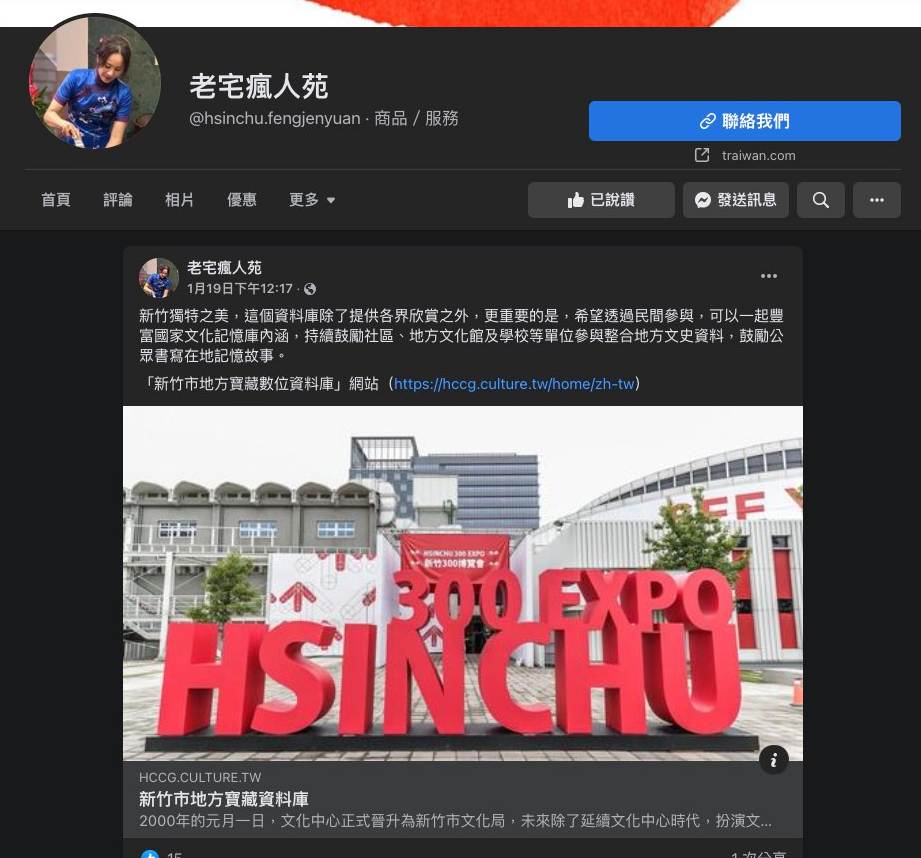 老宅瘋人苑
@hsinchu.fengjenyuan · 商品 / 服務
聯絡我們
traiwan.com
首頁 評論 相片 優惠 更多
已說讚 發送訊息
老宅瘋人苑
1月19日下午12:17 ·
新竹獨特之美，這個資料庫除了提供各界欣賞之外，更重要的是，希望透過民間參與，可以一起豐
富國家文化記憶庫內涵，持續鼓勵社區、地方文化館及學校等單位參與整合地方文史資料，鼓勵公
眾書寫在地記憶故事。
「新竹市地方寶藏數位資料庫」網站（https://hccg.culture.tw/home/zh-tw）
SEE Y
HSINCHU 300 EXPO
新竹300博覽會
300 EXPO
HSINCHU
HCCG.CULTURE.TW
新竹市地方寶藏資料庫
2000年的元月一日，文化中心正式晉升為新竹市文化局，未來除了延續文化中心時代，扮演文...
15 1 次分享